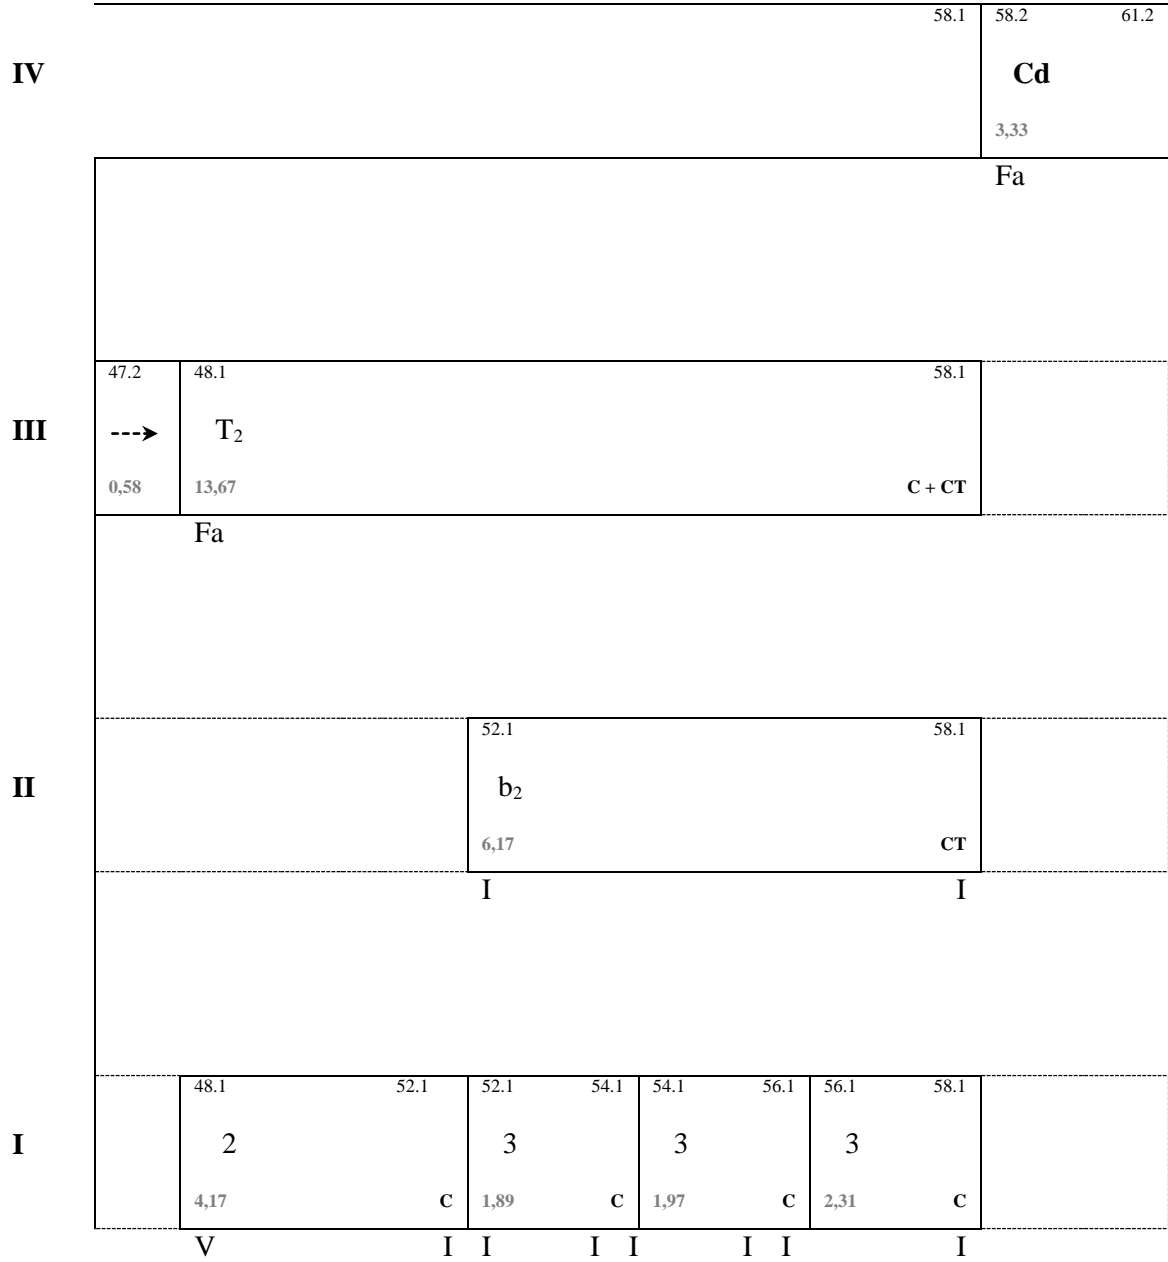 58.1 58.2 61.2
IV Cd
3,33
Fa
47.2 48.1 58.1
III T₂
0,58 13,67 C + CT
Fa
52.1 58.1
II b₂
6,17 CT
I I
48.1 52.1 52.1 54.1 54.1 56.1 56.1 58.1
I 2 3 3 3
4,17 C 1,89 C 1,97 C 2,31 C
V I I I I I I I